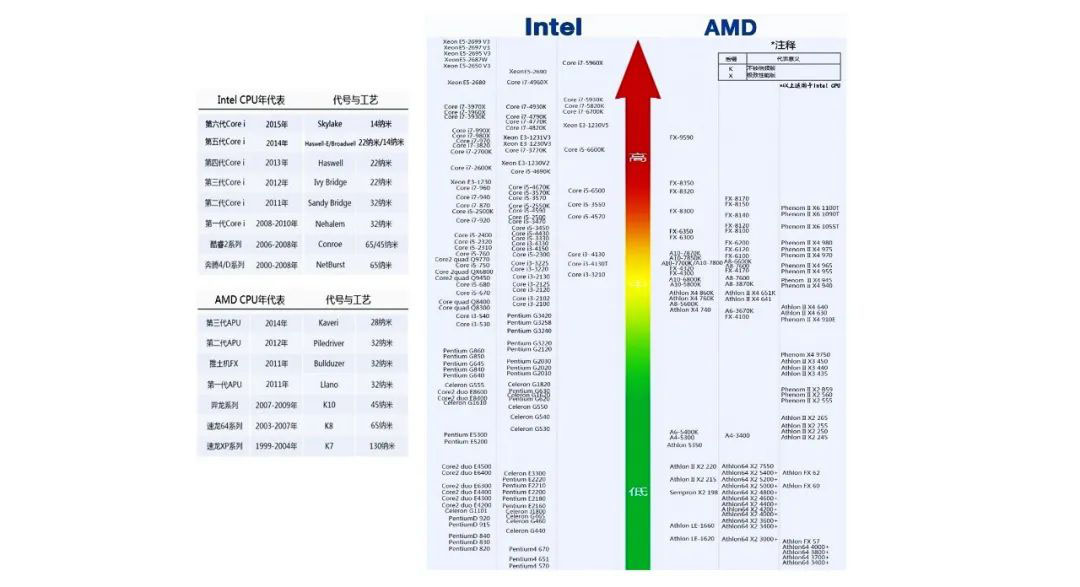 Intel CPU年代表 代号与工艺
第六代Core i 2015年 Skylake 14纳米
第五代Core i 2014年 Haswell-E/Broadwell 22纳米/14纳米
第四代Core i 2013年 Haswell 22纳米
第三代Core i 2012年 Ivy Bridge 22纳米
第二代Core i 2011年 Sandy Bridge 32纳米
第一代Core i 2008-2010年 Nehalem 32纳米
酷睿2系列 2006-2008年 Conroe 65/45纳米
奔腾4/D系列 2000-2008年 NetBurst 65纳米
AMD CPU年代表 代号与工艺
第三代APU 2014年 Kaveri 28纳米
第二代APU 2012年 Piledriver 32纳米
推土机FX 2011年 Bulldozer 32纳米
第一代APU 2011年 Llano 32纳米
羿龙系列 2007-2009年 K10 45纳米
速龙64系列 2003-2007年 K8 65纳米
速龙XP系列 1999-2004年 K7 130纳米
Intel AMD
*注释
后缀 代表意义
K 不锁倍频版
X 极致性能版
*以上适用于Intel CPU
高
中
低
Xeon E5-2699 V3
Xeon E5-2697 V3
Xeon E5-2695 V3
Xeon E5-2687W
Xeon E5-2650 V3
Xeon E5-2680
Core i7-3970X
Core i7-3960X
Core i7-3930K
Core i7-990X
Core i7-980X
Core i7-970
Core i7-3820
Core i7-2700K
Core i7-2600K
Xeon E3-1230
Core i7-960
Core i7-940
Core i7-870
Core i5-2500K
Core i7-920
Core i5-2400
Core i5-2320
Core i5-2310
Core i5-760
Core2 quad Q9770
Core i5-750
Core 2quad QX6800
Core2 quad Q9450
Core i5-680
Core i5-670
Core2 quad Q8400
Core quad Q8300
Core i3-540
Core i3-530
Pentium G860
Pentium G850
Pentium G645
Pentium G840
Pentium G640
Celeron G555
Core2 duo E8600
Core2 duo E8400
Celeron G1610
Pentium E5300
Pentium E5200
Core2 duo E4500
Core2 duo E6400
Core2 duo E6300
Core2 duo E4400
Core2 duo E4300
Core2 duo E4200
Celeron G1101
PentiumD 920
PentiumD 915
PentiumD 840
PentiumD 830
PentiumD 820
Xeon E5-2690
Core i7-4960X
Core i7-4930K
Core i7-4790K
Core i7-4770K
Core i7-4820K
Xeon E3-1231V3
Xeon E3-1230V3
Core i7-3770K
Xeon E3-1230V2
Core i5-4690K
Core i5-4670K
Core i5-3570K
Core i5-3570
Core i5-2550K
Core i5-4590
Core i5-2500
Core i5-3470
Core i5-3450
Core i5-4430
Core i5-3330
Core i3-4330
Core i3-4150
Core i5-2300
Core i3-3225
Core i3-3220
Core i3-2130
Core i3-2125
Core i3-2120
Core i3-2102
Core i3-2100
Pentium G3420
Pentium G3258
Pentium G3240
Pentium G3220
Pentium G2120
Pentium G2030
Pentium G2020
Pentium G2010
Celeron G1820
Pentium G630
Celeron G1620
Pentium G620
Celeron G550
Celeron G540
Celeron G530
Celeron E3300
Pentium E2220
Pentium E2210
Pentium E2200
Pentium E2180
Pentium E2160
Celeron J1800
Celeron G465
Celeron G460
Celeron G440
Pentium4 670
Pentium4 651
Pentium4 570
Core i7-5960X
Core i7-5930K
Core i7-5820K
Core i7-6700K
Xeon E3-1230V5
Core i5-6600K
Core i5-6500
Core i5-3550
Core i5-4570
Core i3- 4130
Core i3-4130T
Core i3-3210
FX-9590
FX-8350
FX-8320
FX-8300
FX-6350
FX-6300
A10-7870K
A10-7850K
A10-7700K/A10-7800
FX-4320
FX-4300
A10-6800K
A10-5800K
Athlon X4 860K
Athlon X4 760K
A8-5600K
Athlon X4 740
A6-5400K
A4-5300
Athlon 5350
Athlon II X2 220
Athlon II X2 215
Sempron X2 198
Athlon LE-1660
Athlon LE-1620
FX-8170
FX-8150
FX-8140
FX-8120
FX-8100
FX-6200
FX-6120
FX-6100
A8-6600K
A8-7600
FX-4170
A8-7600
A8-3870K
Athlon II X4 651K
Athlon II X4 641
A6-3670K
FX-4100
A4-3400
Athlon64 X2 7550
Athlon64 X2 5400+
Athlon64 X2 5200+
Athlon64 X2 5000+
Athlon64 X2 4800+
Athlon64 X2 4600+
Athlon64 X2 4400+
Athlon64 X2 4200+
Athlon64 X2 4000+
Athlon64 X2 3600+
Athlon64 X2 3400+
Athlon64 X2 3000+
Phenom II X6 1100T
Phenom II X6 1090T
Phenom II X6 1055T
Phenom II X4 980
Phenom II X4 975
Phenom II X4 970
Phenom II X4 965
Phenom II X4 955
Phenom II X4 945
Phenom II X4 940
Athlon II X4 640
Athlon II X4 630
Phenom II X4 910E
Phenom X4 9750
Athlon II X3 450
Athlon II X3 440
Athlon II X3 435
Phenom II X2 859
Phenom II X2 560
Phenom II X2 555
Athlon II X2 265
Athlon II X2 255
Athlon II X2 250
Athlon II X2 245
Athlon FX 62
Athlon FX 60
Athlon FX 57
Athlon64 4000+
Athlon64 3800+
Athlon64 3700+
Athlon64 3400+